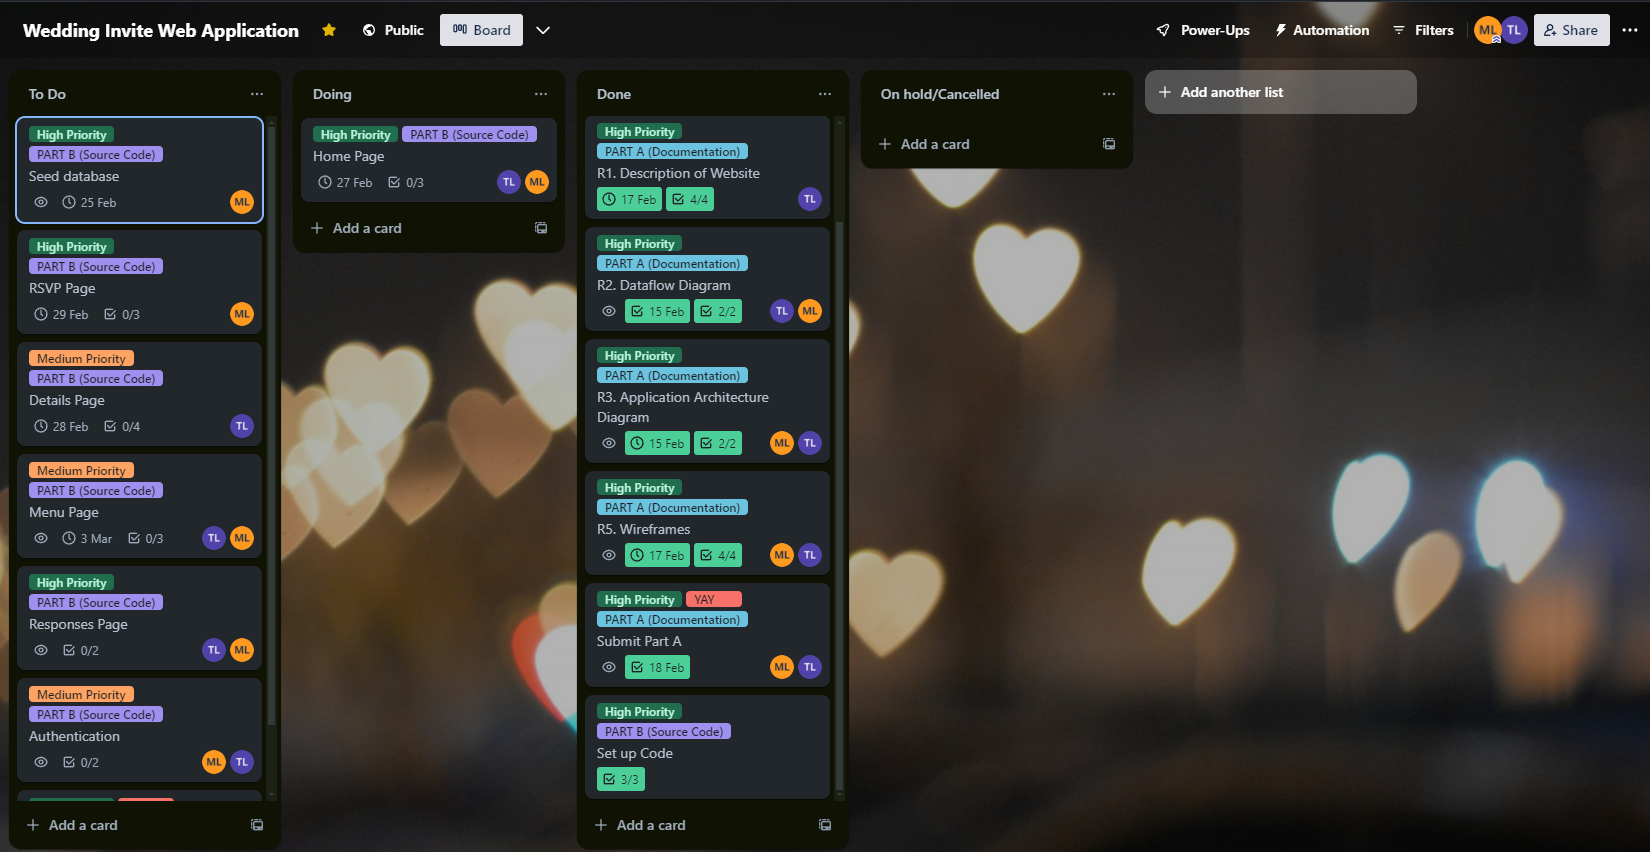 Wedding Invite Web Application
Public
Board
Power-Ups
Automation
Filters
ML
TL
Share
To Do
High Priority
PART B (Source Code)
Seed database
25 Feb
ML
High Priority
PART B (Source Code)
RSVP Page
29 Feb
0/3
ML
Medium Priority
PART B (Source Code)
Details Page
28 Feb
0/4
TL
Medium Priority
PART B (Source Code)
Menu Page
3 Mar
0/3
TL
ML
High Priority
PART B (Source Code)
Responses Page
0/2
TL
ML
Medium Priority
PART B (Source Code)
Authentication
0/2
ML
TL
Add a card
Doing
High Priority
PART B (Source Code)
Home Page
27 Feb
0/3
TL
ML
Add a card
Done
High Priority
PART A (Documentation)
R1. Description of Website
17 Feb
4/4
TL
High Priority
PART A (Documentation)
R2. Dataflow Diagram
15 Feb
2/2
TL
ML
High Priority
PART A (Documentation)
R3. Application Architecture
Diagram
15 Feb
2/2
ML
TL
High Priority
PART A (Documentation)
R5. Wireframes
17 Feb
4/4
ML
TL
High Priority
YAY
PART A (Documentation)
Submit Part A
18 Feb
ML
TL
High Priority
PART B (Source Code)
Set up Code
3/3
Add a card
On hold/Cancelled
Add a card
Add another list